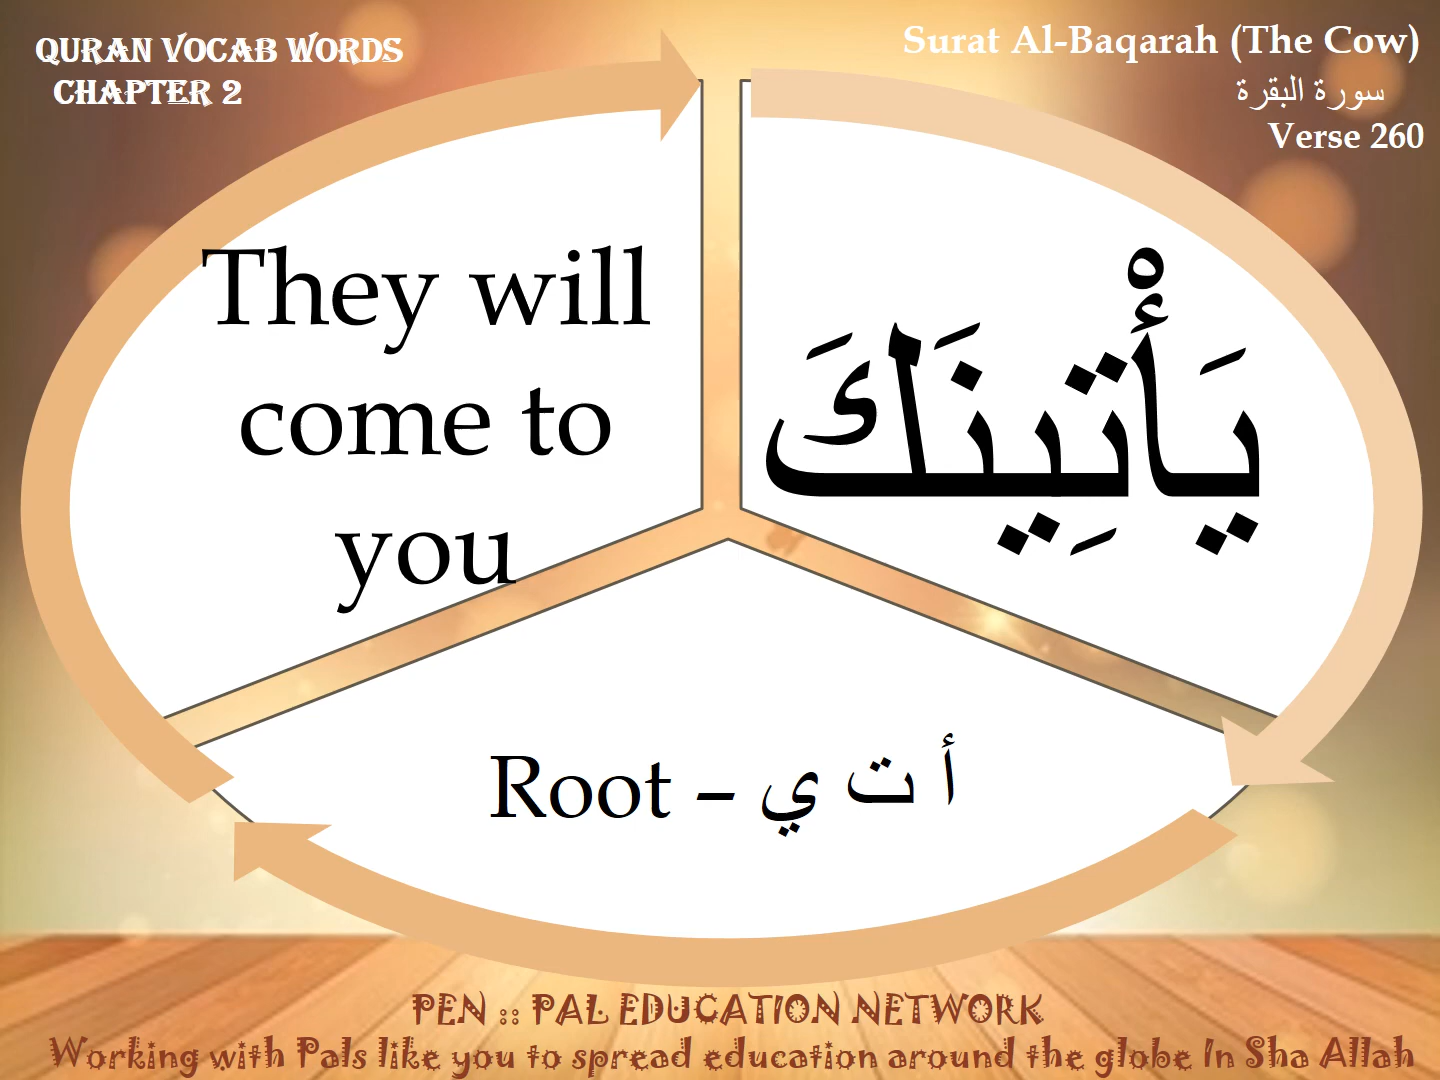 QURAN VOCAB WORDS
CHAPTER 2
Surat Al-Baqarah (The Cow)
سورة البقرة
Verse 260
They will
come to
you
يَأْتِينَكَ
Root – أ ت ي
PEN :: PAL EDUCATION NETWORK
Working with Pals like you to spread education around the globe In Sha Allah